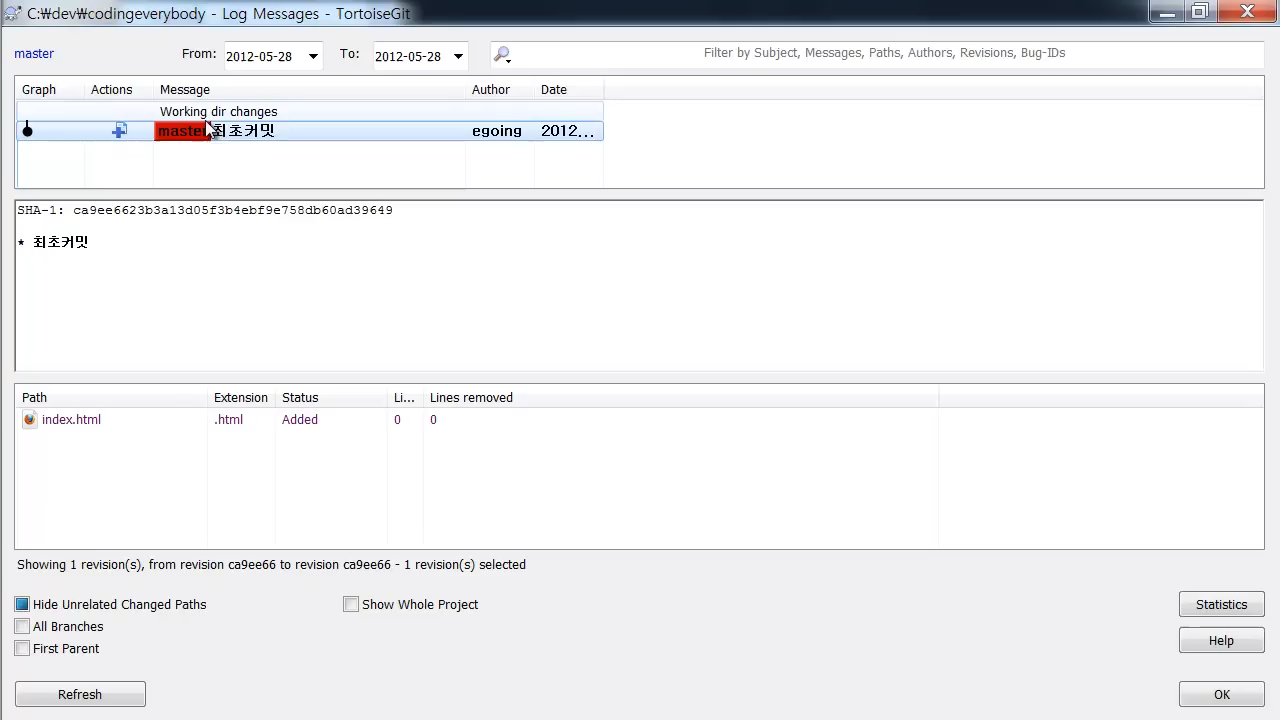 C:₩dev₩codingeverybody - Log Messages - TortoiseGit
master From: 2012-05-28 To: 2012-05-28 Filter by Subject, Messages, Paths, Authors, Revisions, Bug-IDs
Graph Actions Message Author Date
Working dir changes
master 최초커밋 egoing 2012...
SHA-1: ca9ee6623b3a13d05f3b4ebf9e758db60ad39649
* 최초커밋
Path Extension Status Li... Lines removed
index.html .html Added 0 0
Showing 1 revision(s), from revision ca9ee66 to revision ca9ee66 - 1 revision(s) selected
Hide Unrelated Changed Paths Show Whole Project Statistics
All Branches
First Parent Help
Refresh OK